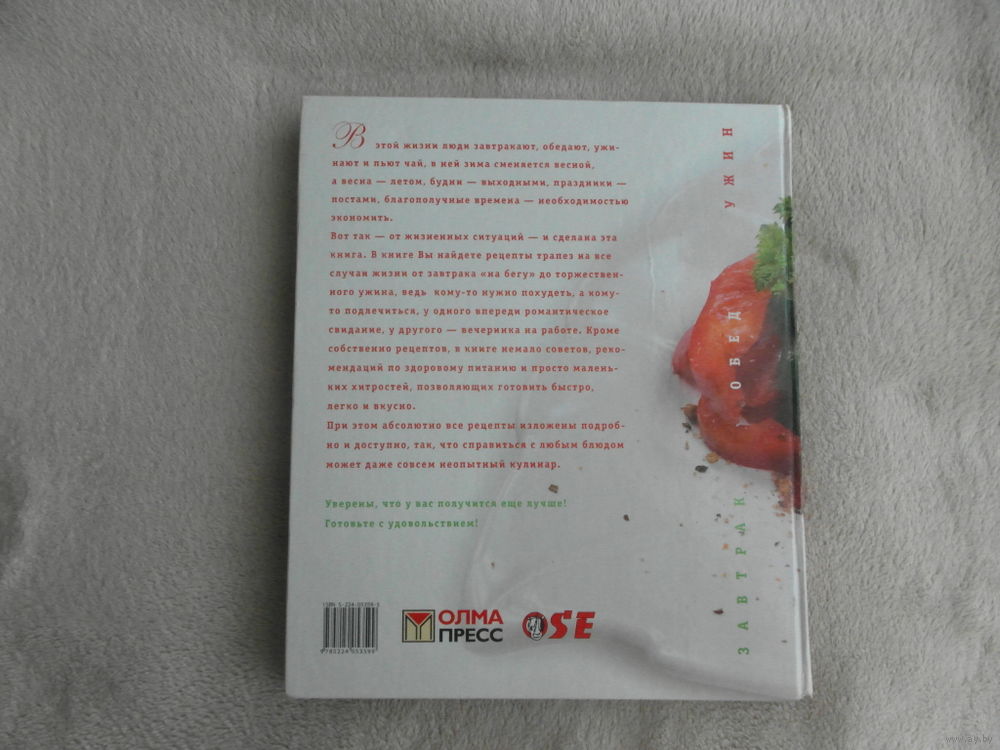 В этой жизни люди завтракают, обедают, ужи-
нают и пьют чай, в ней зима сменяется весной,
а весна — летом, будни — выходными, праздники —
постами, благополучные времена — необходимостью
экономить.
Вот так — от жизненных ситуаций — и сделана эта
книга. В книге Вы найдете рецепты трапез на все
случаи жизни от завтрака «на бегу» до торжествен-
ного ужина, ведь кому-то нужно похудеть, а кому-
то подлечиться, у одного впереди романтическое
свидание, у другого — вечеринка на работе. Кроме
собственно рецептов, в книге немало советов, реко-
мендаций по здоровому питанию и просто малень-
ких хитростей, позволяющих готовить быстро,
легко и вкусно.
При этом абсолютно все рецепты изложены подроб-
но и доступно, так, что справиться с любым блюдом
может даже совсем неопытный кулинар.
Уверены, что у вас получится еще лучше!
Готовьте с удовольствием!
ЗАВТРАК ОБЕД УЖИН
ОЛМА
ПРЕСС
OSE
www.ay.by